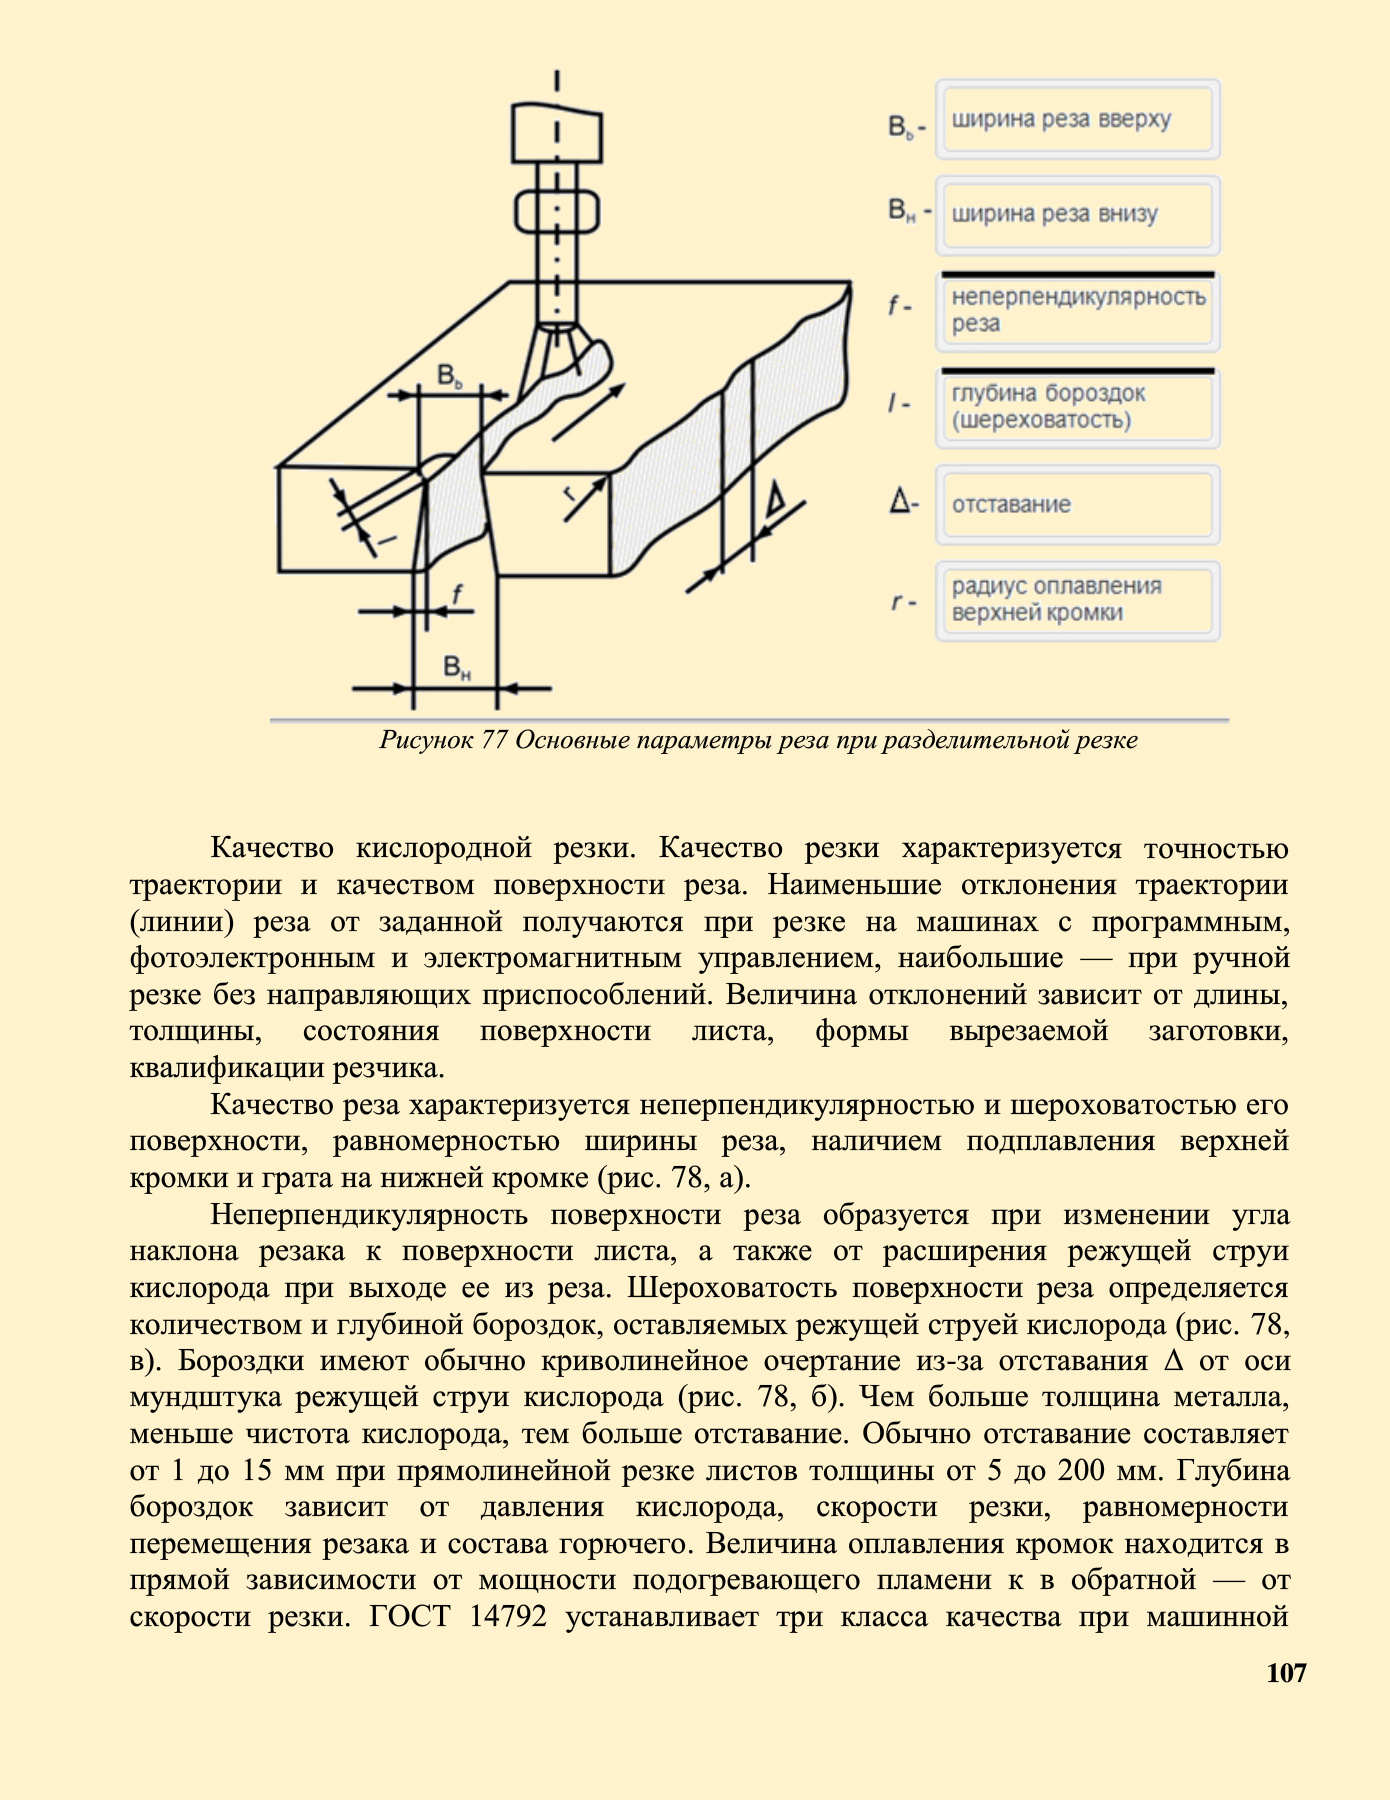 Bь - ширина реза вверху
Bн - ширина реза внизу
f - неперпендикулярность
реза
l - глубина бороздок
(шереховатость)
Δ- отставание
r - радиус оплавления
верхней кромки
Bь
r
Δ
l
f
Bн
Рисунок 77 Основные параметры реза при разделительной резке
Качество кислородной резки. Качество резки характеризуется точностью
траектории и качеством поверхности реза. Наименьшие отклонения траектории
(линии) реза от заданной получаются при резке на машинах с программным,
фотоэлектронным и электромагнитным управлением, наибольшие — при ручной
резке без направляющих приспособлений. Величина отклонений зависит от длины,
толщины, состояния поверхности листа, формы вырезаемой заготовки,
квалификации резчика.
Качество реза характеризуется неперпендикулярностью и шероховатостью его
поверхности, равномерностью ширины реза, наличием подплавления верхней
кромки и грата на нижней кромке (рис. 78, а).
Неперпендикулярность поверхности реза образуется при изменении угла
наклона резака к поверхности листа, а также от расширения режущей струи
кислорода при выходе ее из реза. Шероховатость поверхности реза определяется
количеством и глубиной бороздок, оставляемых режущей струей кислорода (рис. 78,
в). Бороздки имеют обычно криволинейное очертание из-за отставания Δ от оси
мундштука режущей струи кислорода (рис. 78, б). Чем больше толщина металла,
меньше чистота кислорода, тем больше отставание. Обычно отставание составляет
от 1 до 15 мм при прямолинейной резке листов толщины от 5 до 200 мм. Глубина
бороздок зависит от давления кислорода, скорости резки, равномерности
перемещения резака и состава горючего. Величина оплавления кромок находится в
прямой зависимости от мощности подогревающего пламени к в обратной — от
скорости резки. ГОСТ 14792 устанавливает три класса качества при машинной
107